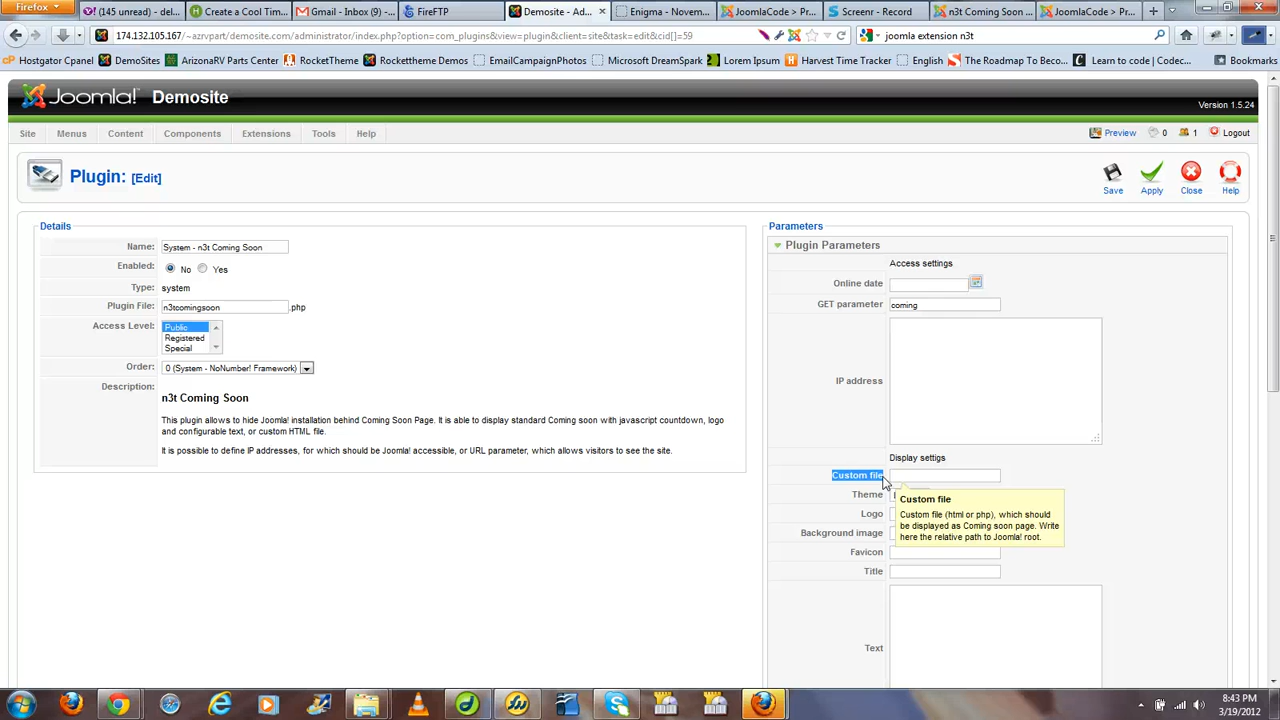 Firefox
(145 unread) - del...
Create a Cool Tim...
Gmail - Inbox (9) -...
FireFTP
Demosite - Ad...
Enigma - Novem...
JoomlaCode > Pr...
Screenr - Record
n3t Coming Soon ...
JoomlaCode > Pr...
174.132.105.167/~azrvpart/demosite.com/administrator/index.php?option=com_plugins&view=plugin&client=site&task=edit&cid[]=59
joomla extension n3t
Hostgator Cpanel
DemoSites
ArizonaRV Parts Center
RocketTheme
Rockettheme Demos
EmailCampaignPhotos
Microsoft DreamSpark
Lorem Ipsum
Harvest Time Tracker
English
The Roadmap To Beco...
Learn to code | Codec...
Bookmarks
Joomla! Demosite
Version 1.5.24
Site Menus Content Components Extensions Tools Help
Preview 0 1 Logout
Plugin: [Edit]
Save Apply Close Help
Details
Name: System - n3t Coming Soon
Enabled: No Yes
Type: system
Plugin File: n3tcomingsoon .php
Access Level: Public
Registered
Special
Order: 0 (System - NoNumber! Framework)
Description:
n3t Coming Soon
This plugin allows to hide Joomla! installation behind Coming Soon Page. It is able to display standard Coming soon with javascript countdown, logo
and configurable text, or custom HTML file.
It is possible to define IP addresses, for which should be Joomla! accessible, or URL parameter, which allows visitors to see the site.
Parameters
Plugin Parameters
Access settings
Online date
GET parameter coming
IP address
Display settigs
Custom file
Theme
Logo
Background image
Favicon
Title
Text
Custom file
Custom file (html or php), which should
be displayed as Coming soon page. Write
here the relative path to Joomla! root.
8:43 PM
3/19/2012